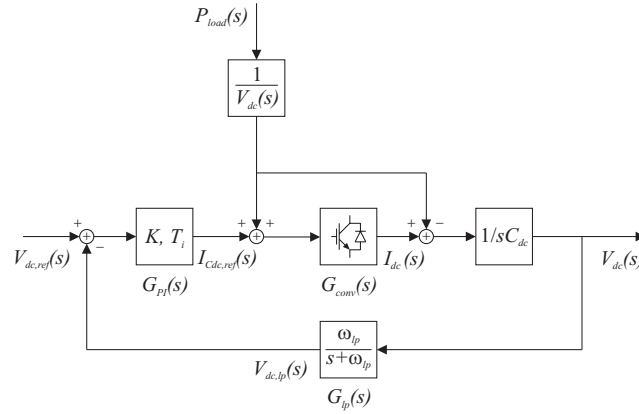 P_load(s)
1
V_dc(s)
+ + + + −
V_dc,ref(s) − K, T_i I_Cdc,ref(s) I_dc(s) 1/sC_dc V_dc(s)
G_PI(s) G_conv(s)
ω_lp
s+ω_lp
V_dc,lp(s)
G_lp(s)